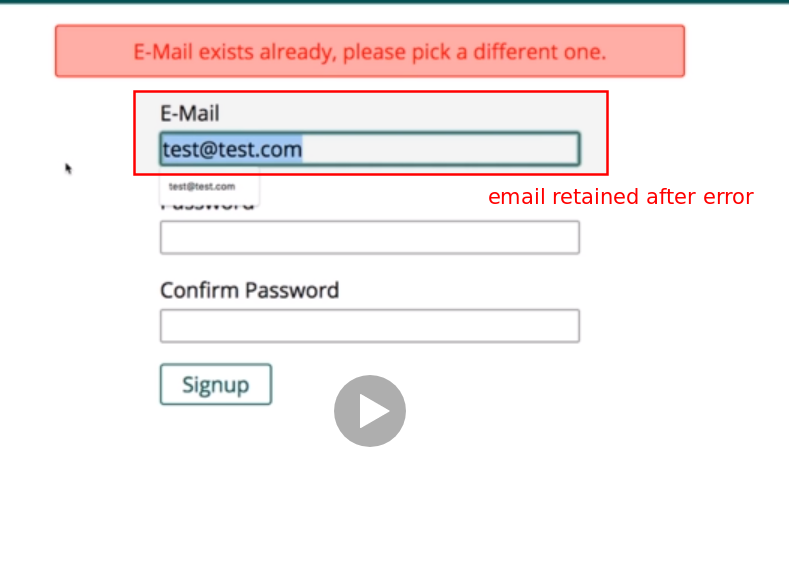 E-Mail exists already, please pick a different one.
E-Mail
test@test.com
test@test.com
email retained after error
Password
Confirm Password
Signup